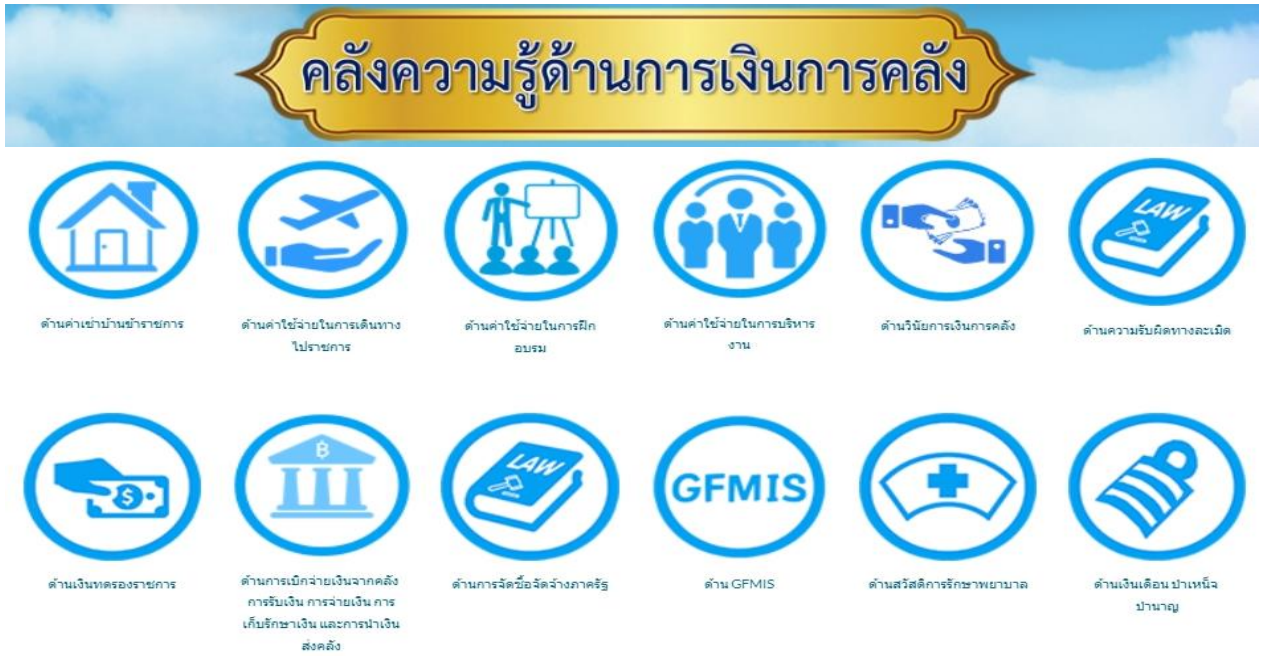 คลังความรู้ด้านการเงินการคลัง
LAW
ด้านค่าเช่าบ้านข้าราชการ
ด้านค่าใช้จ่ายในการเดินทาง
ไปราชการ
ด้านค่าใช้จ่ายในการฝึก
อบรม
ด้านค่าใช้จ่ายในการบริหาร
งาน
ด้านวินัยการเงินการคลัง
ด้านความรับผิดทางละเมิด
$
B
LAW
GFMIS
ด้านเงินทดรองราชการ
ด้านการเบิกจ่ายเงินจากคลัง
การรับเงิน การจ่ายเงิน การ
เก็บรักษาเงิน และการนำเงิน
ส่งคลัง
ด้านการจัดซื้อจัดจ้างภาครัฐ
ด้าน GFMIS
ด้านสวัสดิการรักษาพยาบาล
ด้านเงินเดือน บำเหน็จ
บำนาญ